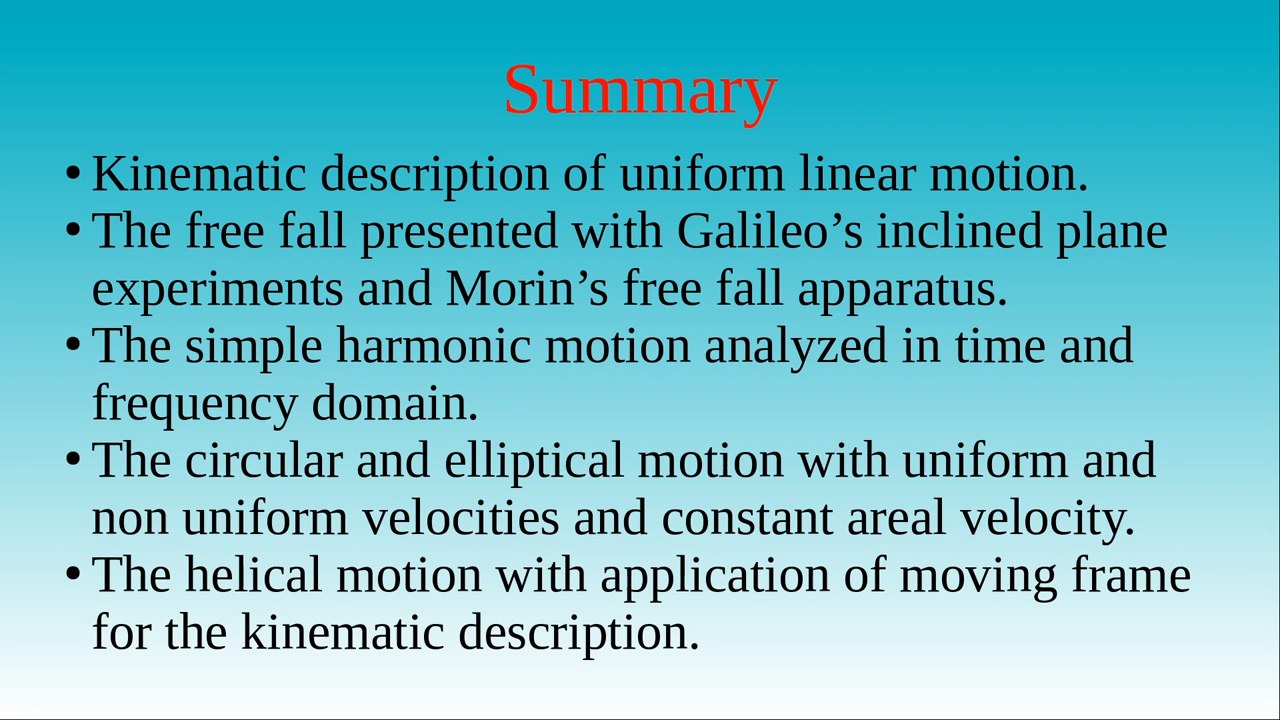 Summary
• Kinematic description of uniform linear motion.
• The free fall presented with Galileo’s inclined plane
experiments and Morin’s free fall apparatus.
• The simple harmonic motion analyzed in time and
frequency domain.
• The circular and elliptical motion with uniform and
non uniform velocities and constant areal velocity.
• The helical motion with application of moving frame
for the kinematic description.